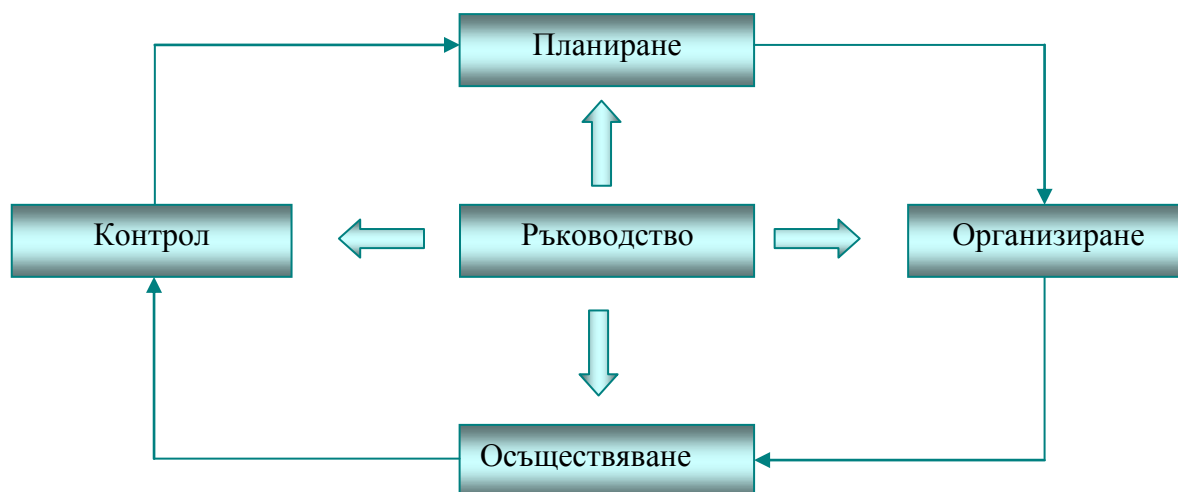 Планиране
Контрол
Ръководство
Организиране
Осъществяване